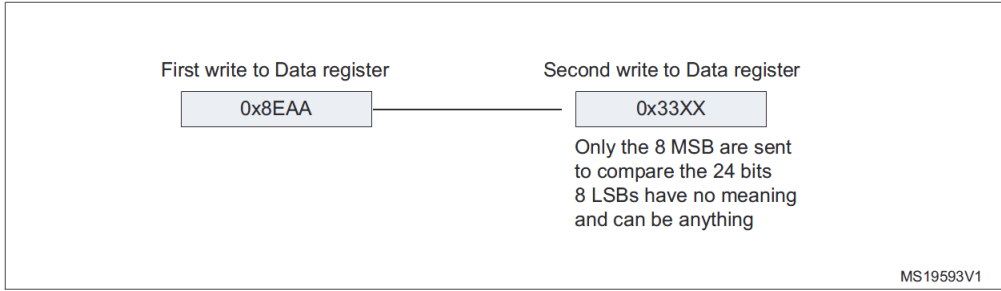 First write to Data register
Second write to Data register
0x8EAA
0x33XX
Only the 8 MSB are sent
to compare the 24 bits
8 LSBs have no meaning
and can be anything
MS19593V1